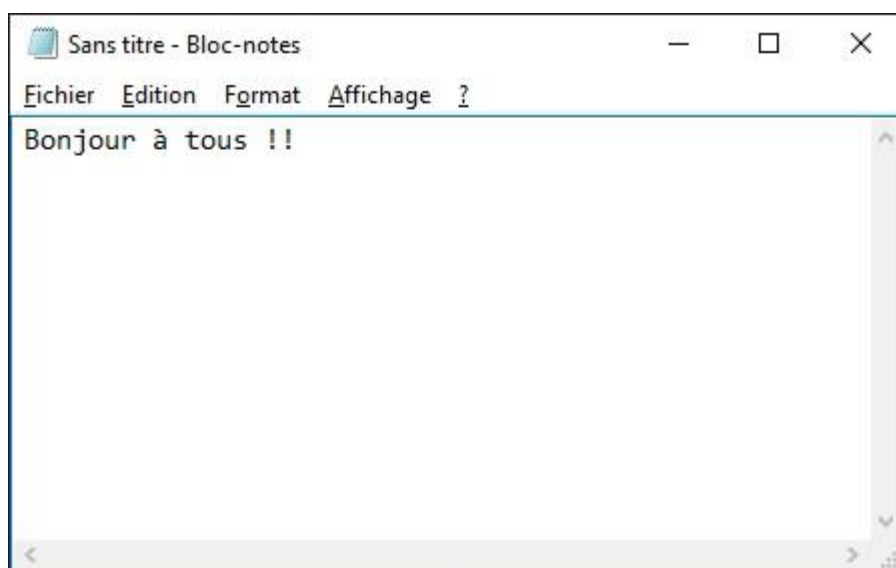 Sans titre - Bloc-notes
Fichier Edition Format Affichage ?
Bonjour à tous !!